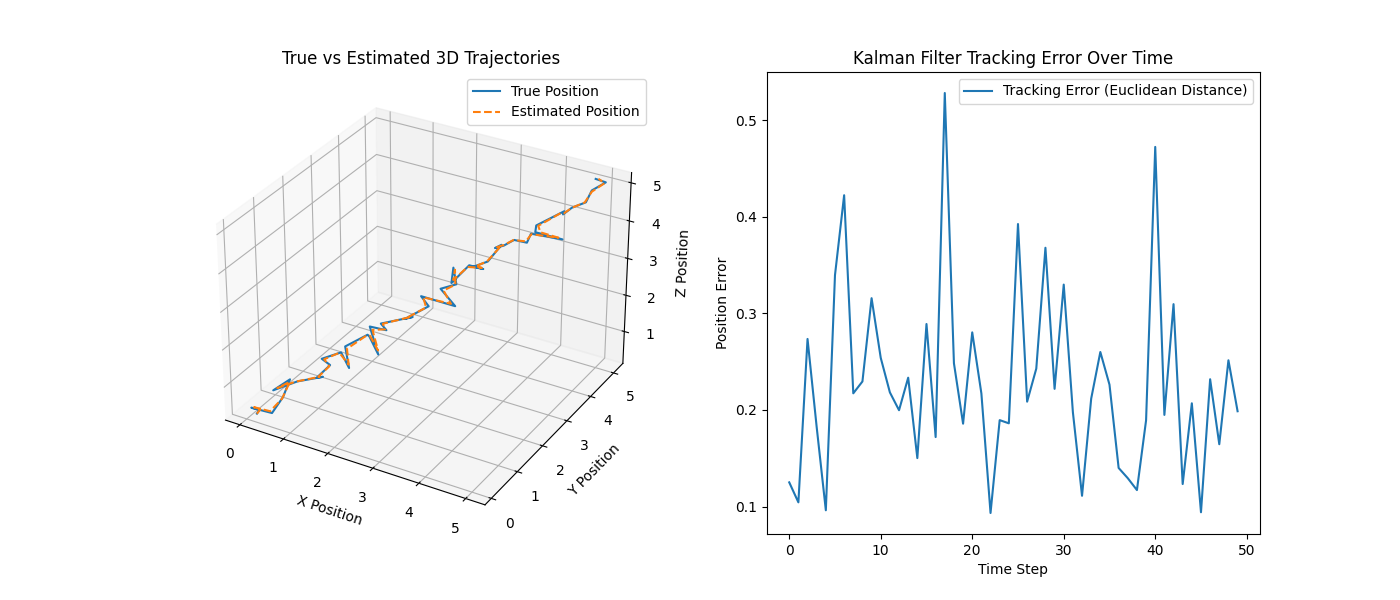 True vs Estimated 3D Trajectories
True Position
Estimated Position
5
4
3
2
1
Z Position
0
1
2
3
4
5
X Position
0
1
2
3
4
5
Y Position
Kalman Filter Tracking Error Over Time
Tracking Error (Euclidean Distance)
0.5
0.4
0.3
0.2
0.1
Position Error
0
10
20
30
40
50
Time Step